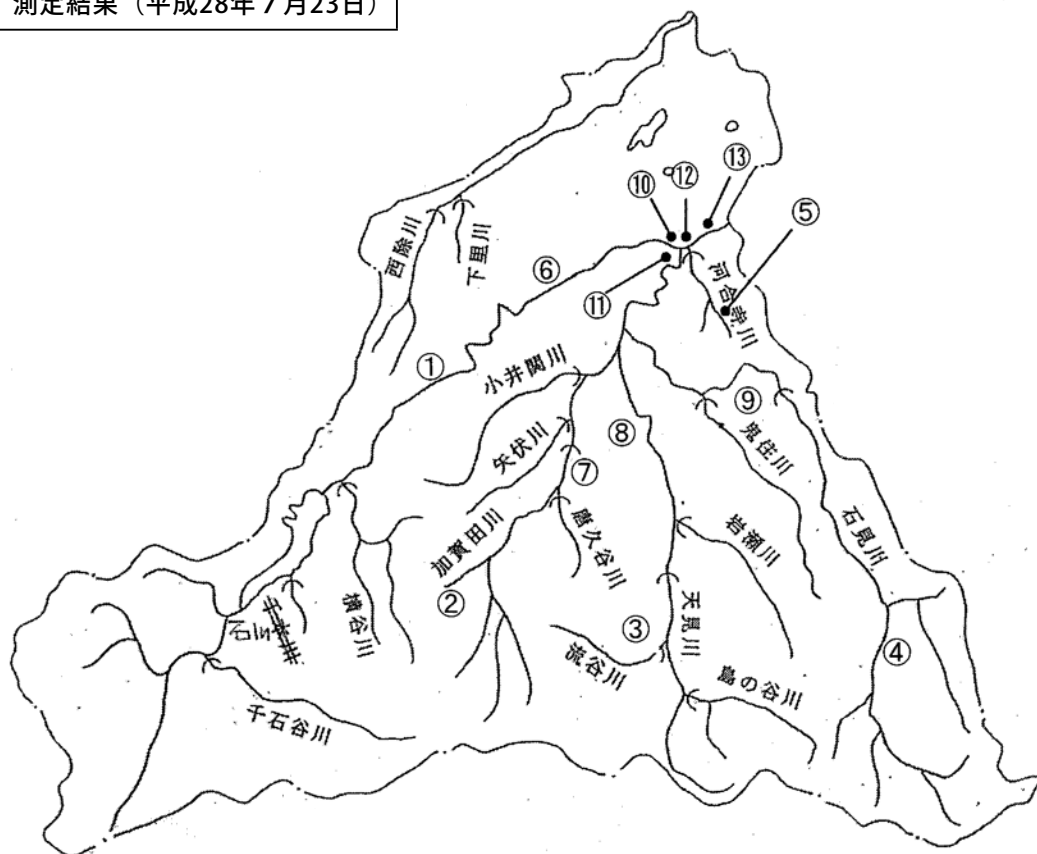 測定結果（平成28年７月23日）
⑬
⑩
⑫
⑤
西除川
下里川
河合寺川
⑥
⑪
①
小井関川
⑨
矢伏川
⑧
鬼住川
⑦
加賀田川
磨久谷川
岩瀬川
石見川
横谷川
②
天見川
③
流谷川
④
島の谷川
千石谷川